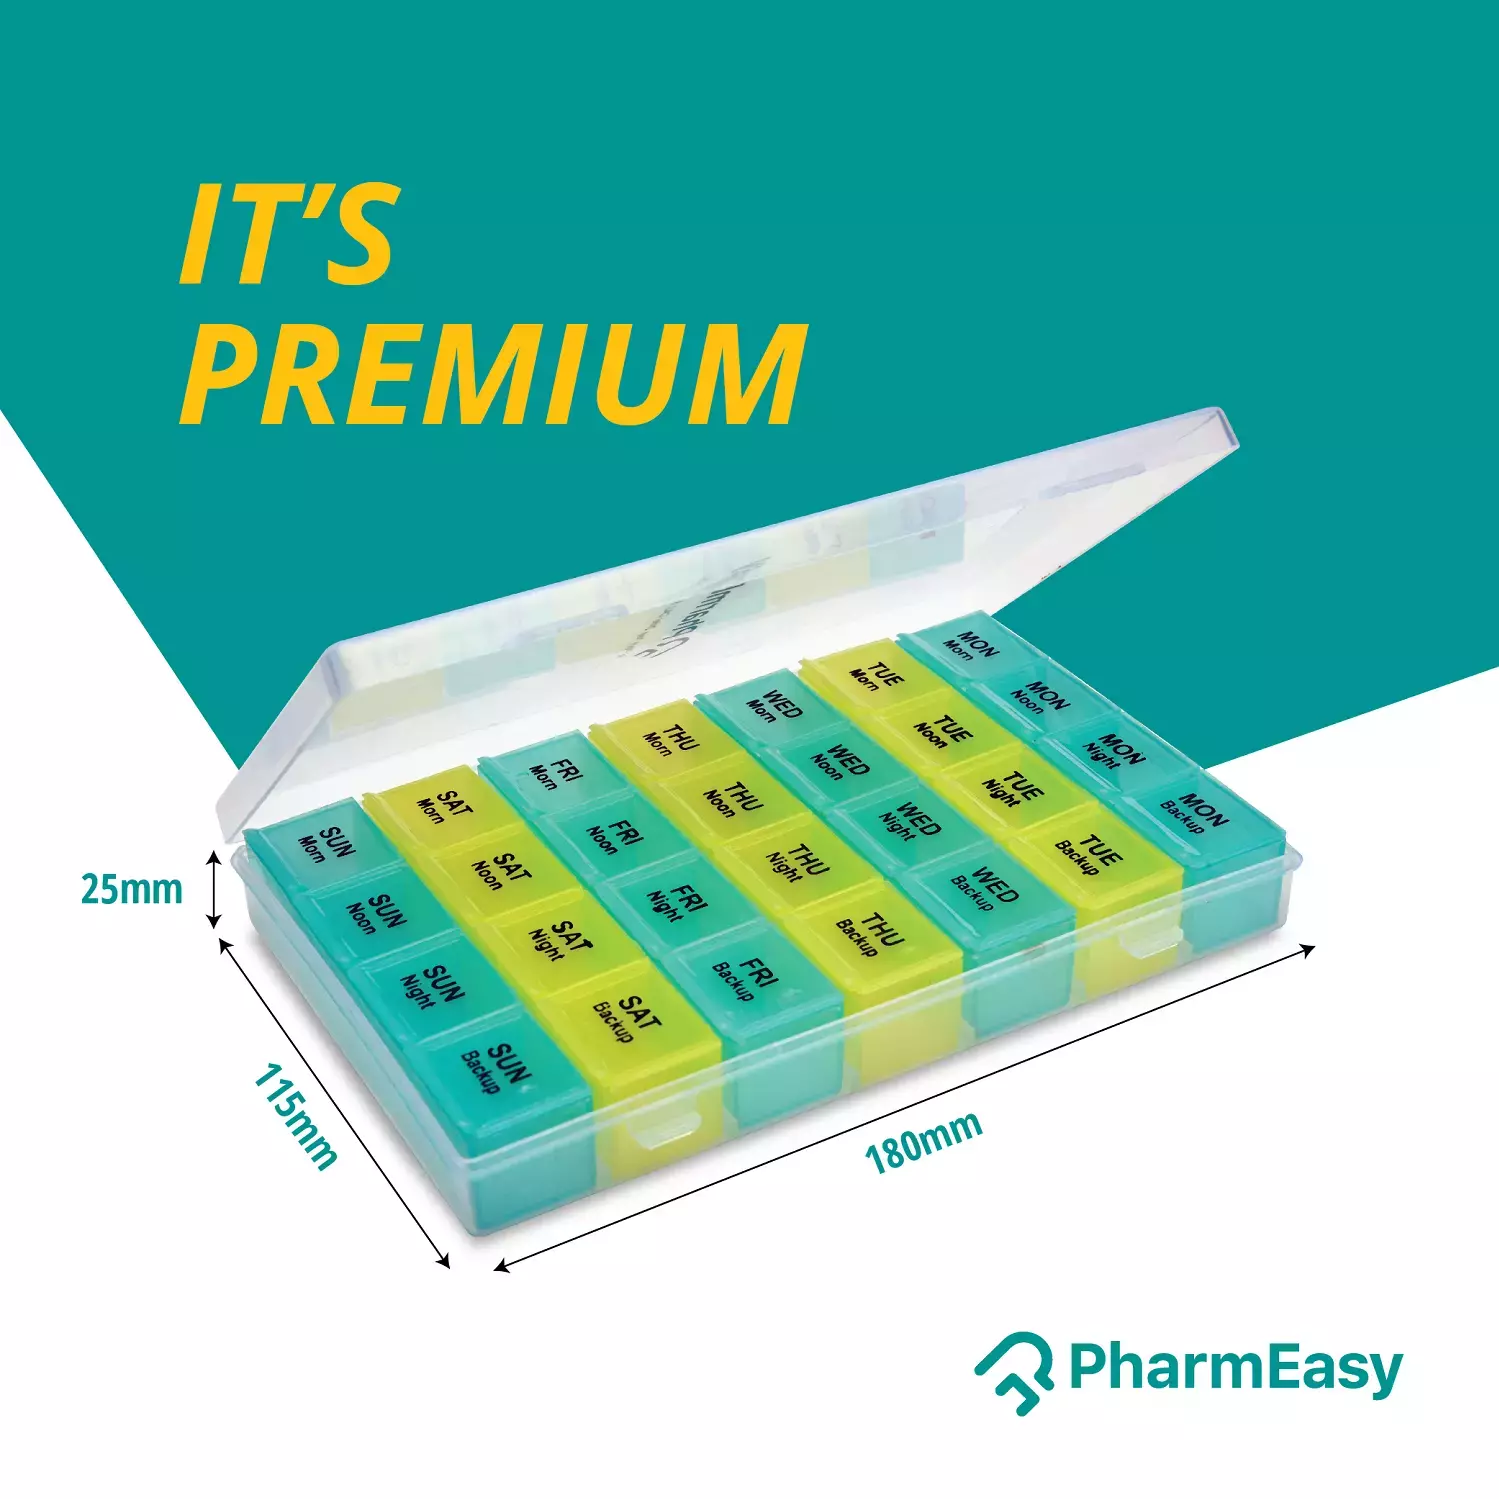 IT'S
PREMIUM
MON
Morn
MON
Noon
MON
Night
MON
Backup
TUE
Morn
TUE
Noon
TUE
Night
TUE
Backup
WED
Morn
WED
Noon
WED
Night
WED
Backup
THU
Morn
THU
Noon
THU
Night
THU
Backup
FRI
Morn
FRI
Noon
FRI
Night
FRI
Backup
SAT
Morn
SAT
Noon
SAT
Night
SAT
Backup
SUN
Morn
SUN
Noon
SUN
Night
SUN
Backup
25mm
115mm
180mm
PharmEasy